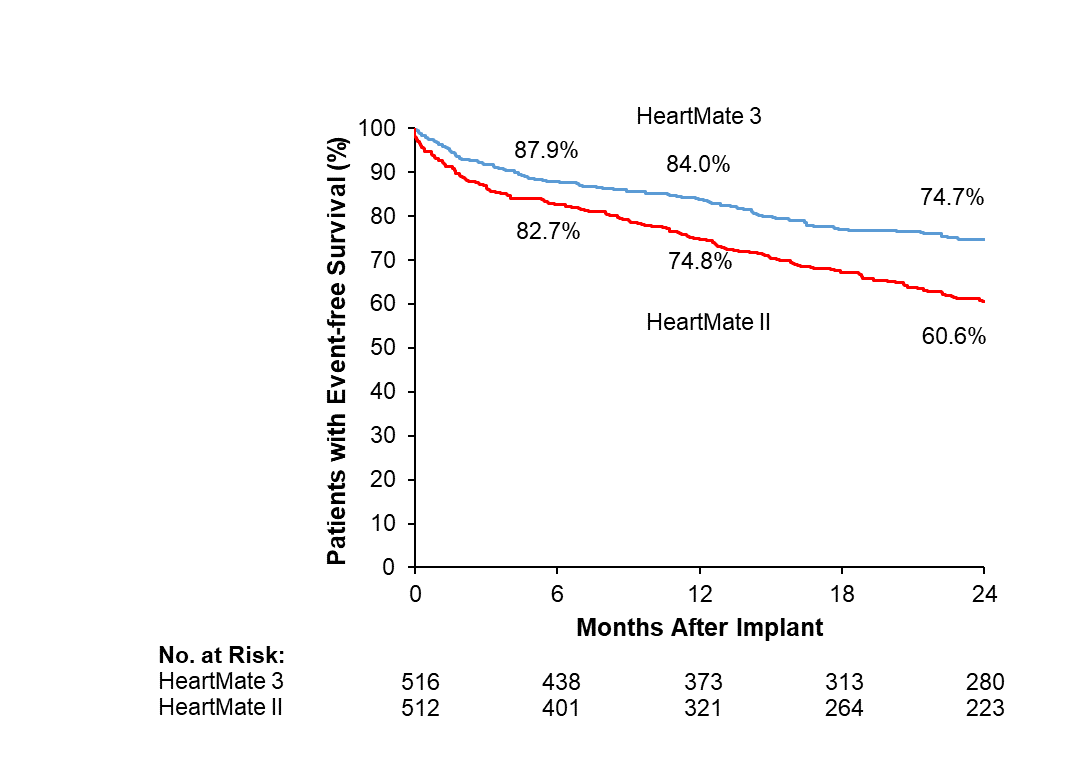 HeartMate 3
100
90
80
70
60
50
40
30
20
10
0
Patients with Event-free Survival (%)
87.9%
84.0%
74.7%
82.7%
74.8%
60.6%
HeartMate II
0 6 12 18 24
Months After Implant
No. at Risk:
HeartMate 3 516 438 373 313 280
HeartMate II 512 401 321 264 223